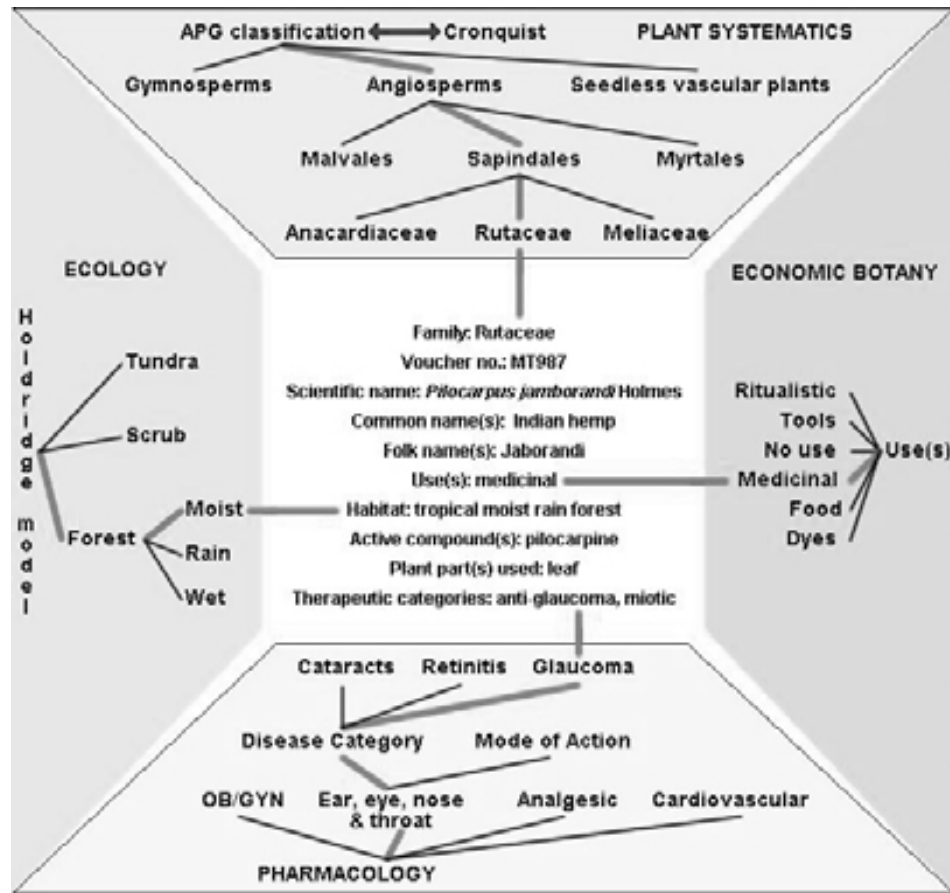 APG classification Cronquist PLANT SYSTEMATICS
Gymnosperms Angiosperms Seedless vascular plants
Malvales Sapindales Myrtales
Anacardiaceae Rutaceae Meliaceae
ECOLOGY
Holdridge model
Tundra
Scrub
Forest
Moist
Rain
Wet
Family: Rutaceae
Voucher no.: MT987
Scientific name: Pilocarpus jamborandi Holmes
Common name(s): Indian hemp
Folk name(s): Jaborandi
Use(s): medicinal
Habitat: tropical moist rain forest
Active compound(s): pilocarpine
Plant part(s) used: leaf
Therapeutic categories: anti-glaucoma, miotic
ECONOMIC BOTANY
Ritualistic
Tools
No use
Medicinal
Food
Dyes
Use(s)
Cataracts Retinitis Glaucoma
Disease Category Mode of Action
OB/GYN Ear, eye, nose Analgesic Cardiovascular
& throat
PHARMACOLOGY